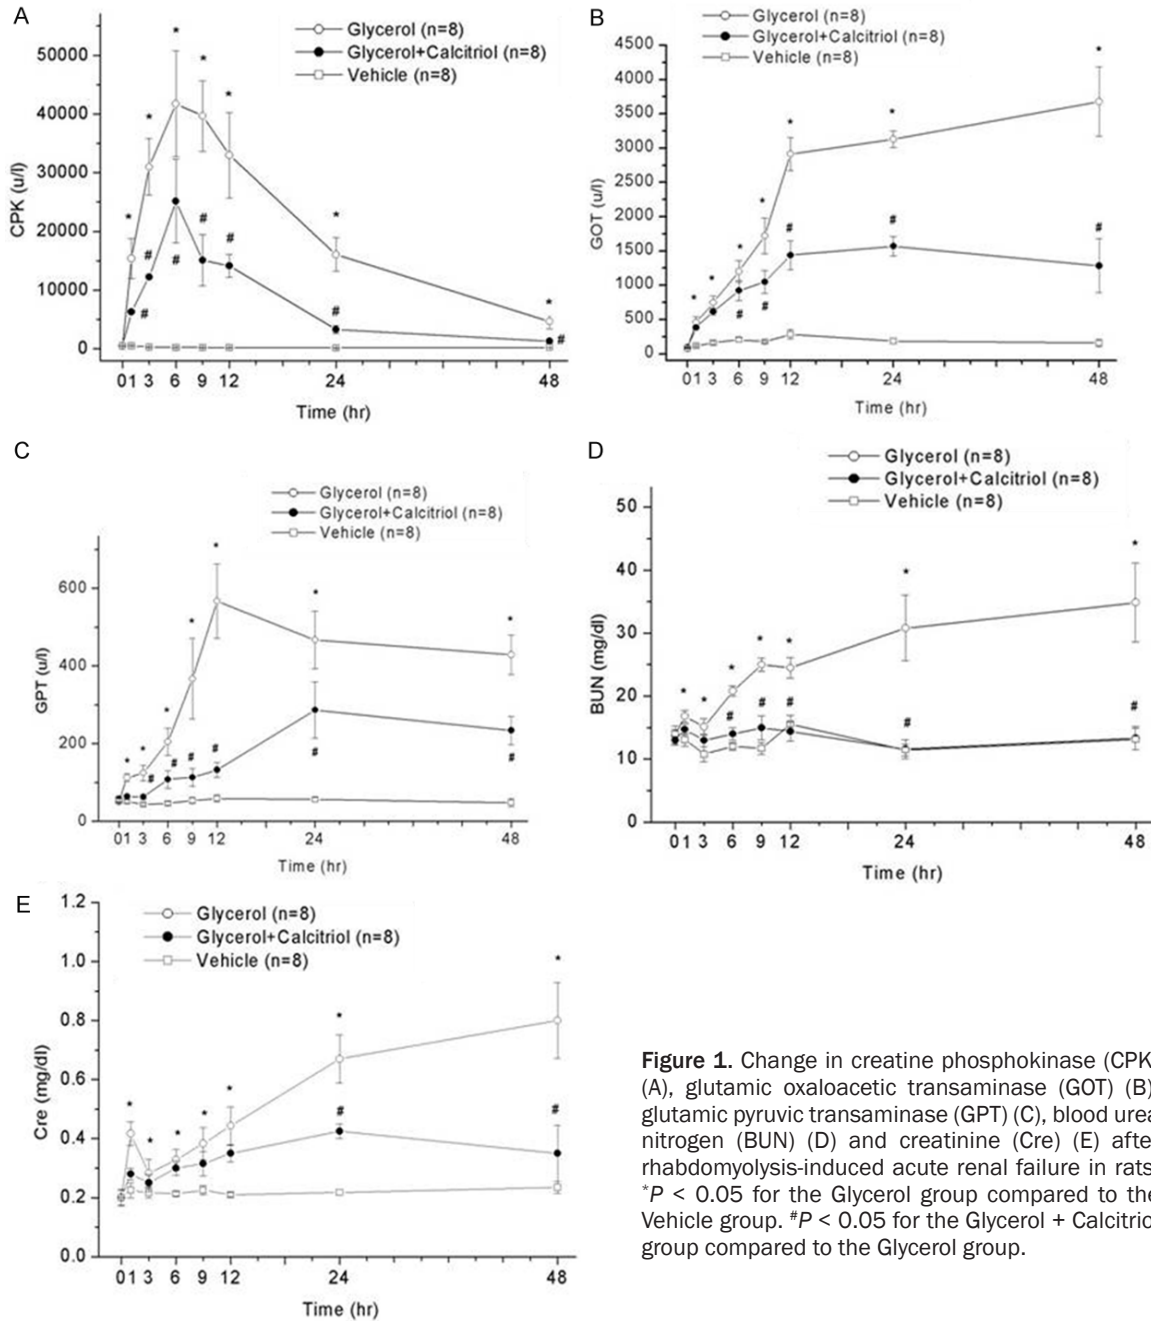 A
Glycerol (n=8)
Glycerol+Calcitriol (n=8)
Vehicle (n=8)
CPK (u/l)
50000
40000
30000
20000
10000
0
* * * * * * *
# # # # # # #
0 1 3 6 9 12 24 48
Time (hr)
B
Glycerol (n=8)
Glycerol+Calcitriol (n=8)
Vehicle (n=8)
GOT (u/l)
4500
4000
3500
3000
2500
2000
1500
1000
500
0
* * * * * * *
# # # # #
0 1 3 6 9 12 24 48
Time (hr)
C
Glycerol (n=8)
Glycerol+Calcitriol (n=8)
Vehicle (n=8)
GPT (u/l)
600
400
200
0
* * * * * * *
# # # # # #
0 1 3 6 9 12 24 48
Time (hr)
D
Glycerol (n=8)
Glycerol+Calcitriol (n=8)
Vehicle (n=8)
BUN (mg/dl)
50
40
30
20
10
0
* * * * * * *
# # # # #
0 1 3 6 9 12 24 48
Time (hr)
E
Glycerol (n=8)
Glycerol+Calcitriol (n=8)
Vehicle (n=8)
Cre (mg/dl)
1.2
1.0
0.8
0.6
0.4
0.2
0.0
* * * * * * *
# #
0 1 3 6 9 12 24 48
Time (hr)
Figure 1. Change in creatine phosphokinase (CPK
(A), glutamic oxaloacetic transaminase (GOT) (B)
glutamic pyruvic transaminase (GPT) (C), blood urea
nitrogen (BUN) (D) and creatinine (Cre) (E) afte
rhabdomyolysis-induced acute renal failure in rats
*P < 0.05 for the Glycerol group compared to the
Vehicle group. #P < 0.05 for the Glycerol + Calcitrio
group compared to the Glycerol group.